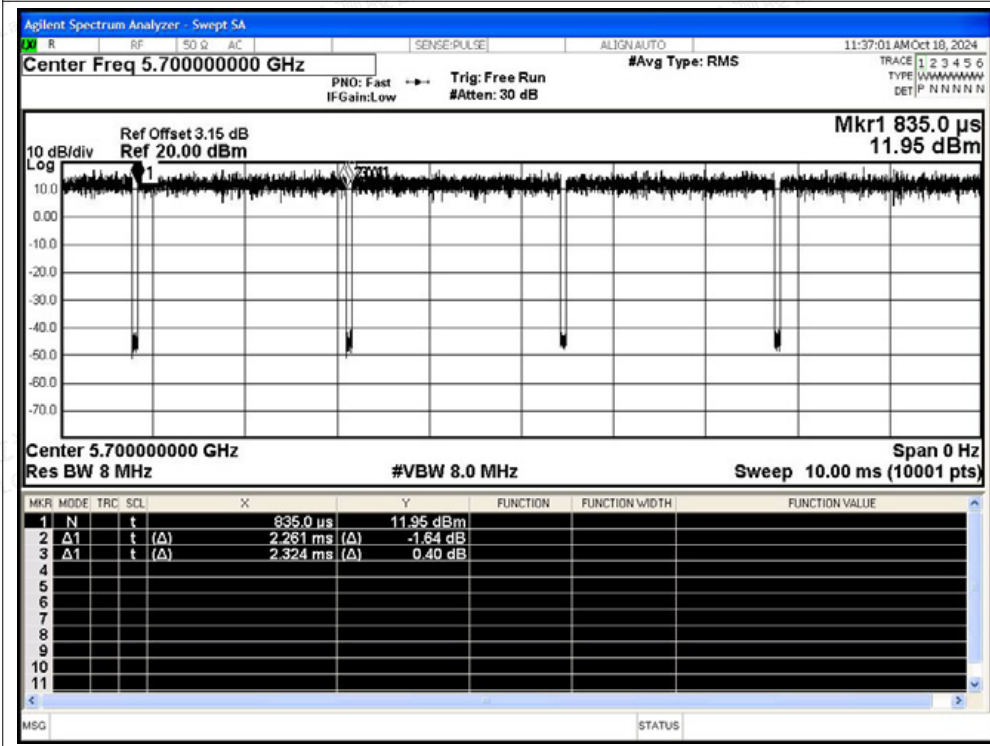 Agilent Spectrum Analyzer - Swept SA
LXI R RF 50 Ω AC SENSE:PULSE ALIGN AUTO 11:37:01 AM Oct 18, 2024
Center Freq 5.700000000 GHz #Avg Type: RMS TRACE 1 2 3 4 5 6
PNO: Fast Trig: Free Run TYPE WWWWWW
IFGain:Low #Atten: 30 dB DET P N N N N N
Mkr1 835.0 µs
Ref Offset 3.15 dB
10 dB/div Ref 20.00 dBm 11.95 dBm
Log
1
10.0
0.00
-10.0
-20.0
-30.0
-40.0
-50.0
-60.0
-70.0
Center 5.700000000 GHz Span 0 Hz
Res BW 8 MHz #VBW 8.0 MHz Sweep 10.00 ms (10001 pts)
MKR MODE TRC SCL X Y FUNCTION FUNCTION WIDTH FUNCTION VALUE
1 N t 835.0 µs 11.95 dBm
2 Δ1 t (Δ) 2.261 ms (Δ) -1.64 dB
3 Δ1 t (Δ) 2.324 ms (Δ) 0.40 dB
4
5
6
7
8
9
10
11
MSG STATUS